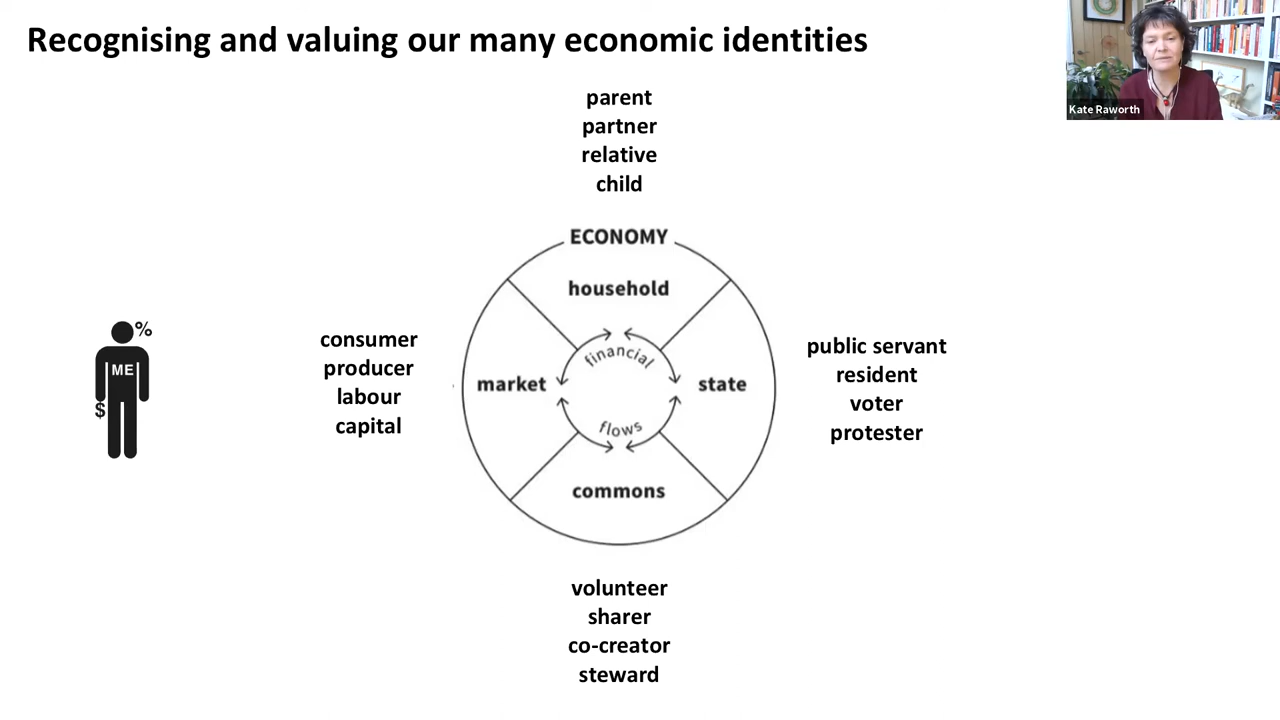 Recognising and valuing our many economic identities
Kate Raworth
parent
partner
relative
child
ECONOMY
household
%
ME
$
consumer
producer
labour
capital
market
financial
flows
state
public servant
resident
voter
protester
commons
volunteer
sharer
co-creator
steward